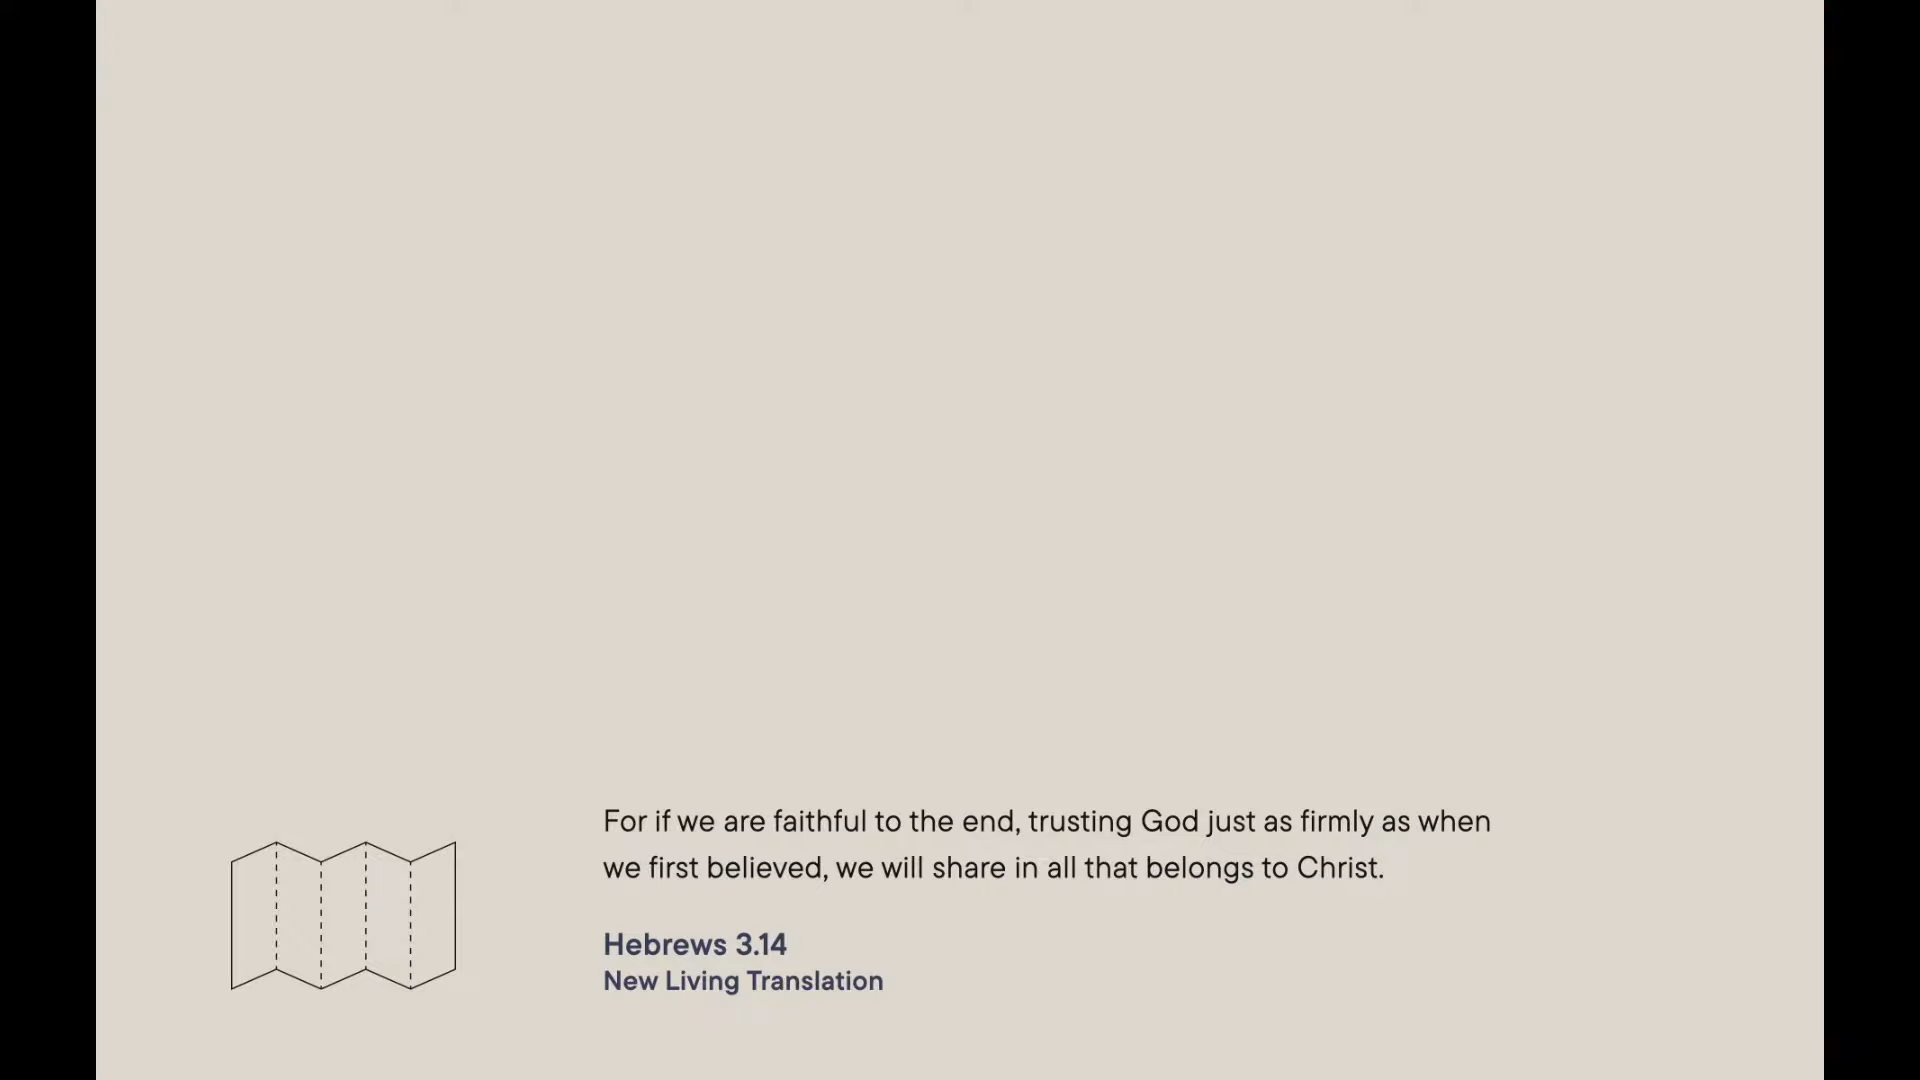 For if we are faithful to the end, trusting God just as firmly as when
we first believed, we will share in all that belongs to Christ.
Hebrews 3.14
New Living Translation